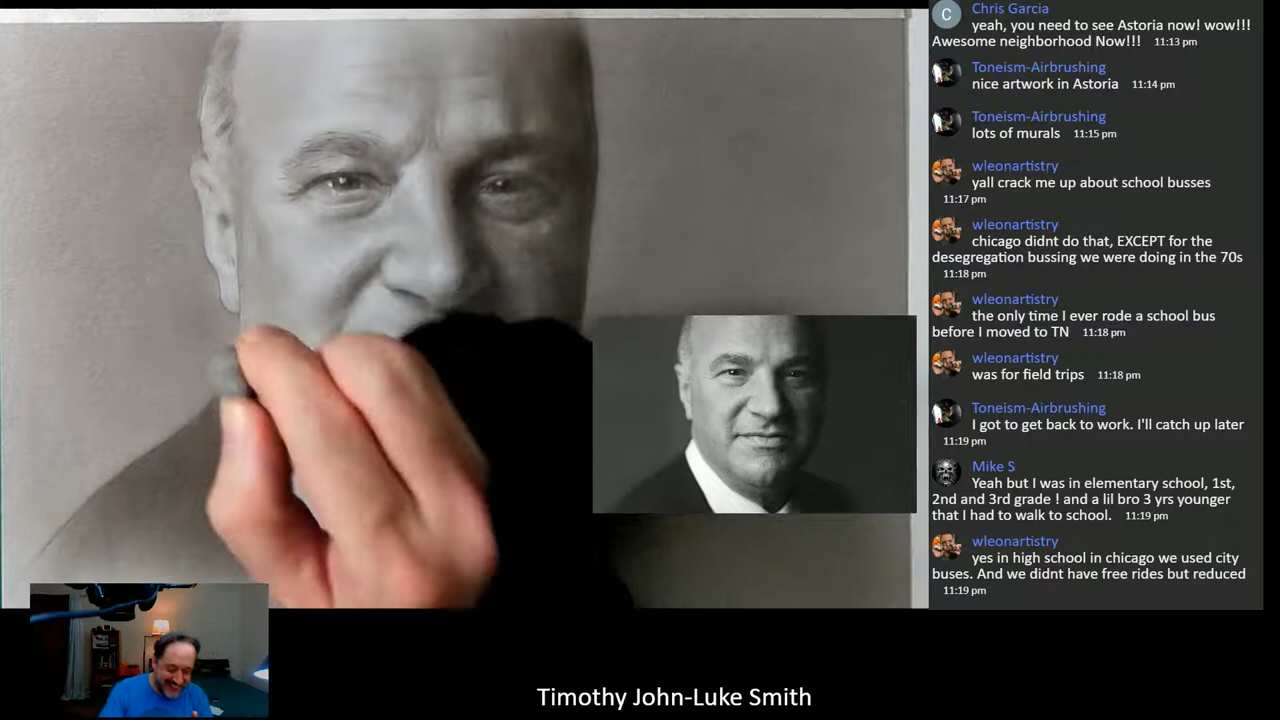 C
Chris Garcia
yeah, you need to see Astoria now! wow!!!
Awesome neighborhood Now!!! 11:13 pm
Toneism-Airbrushing
nice artwork in Astoria 11:14 pm
Toneism-Airbrushing
lots of murals 11:15 pm
wleonartistry
yall crack me up about school busses
11:17 pm
wleonartistry
chicago didnt do that, EXCEPT for the
desegregation bussing we were doing in the 70s
11:18 pm
wleonartistry
the only time I ever rode a school bus
before I moved to TN 11:18 pm
wleonartistry
was for field trips 11:18 pm
Toneism-Airbrushing
I got to get back to work. I'll catch up later
11:19 pm
Mike S
Yeah but I was in elementary school, 1st,
2nd and 3rd grade ! and a lil bro 3 yrs younger
that I had to walk to school. 11:19 pm
wleonartistry
yes in high school in chicago we used city
buses. And we didnt have free rides but reduced
11:19 pm
Timothy John-Luke Smith